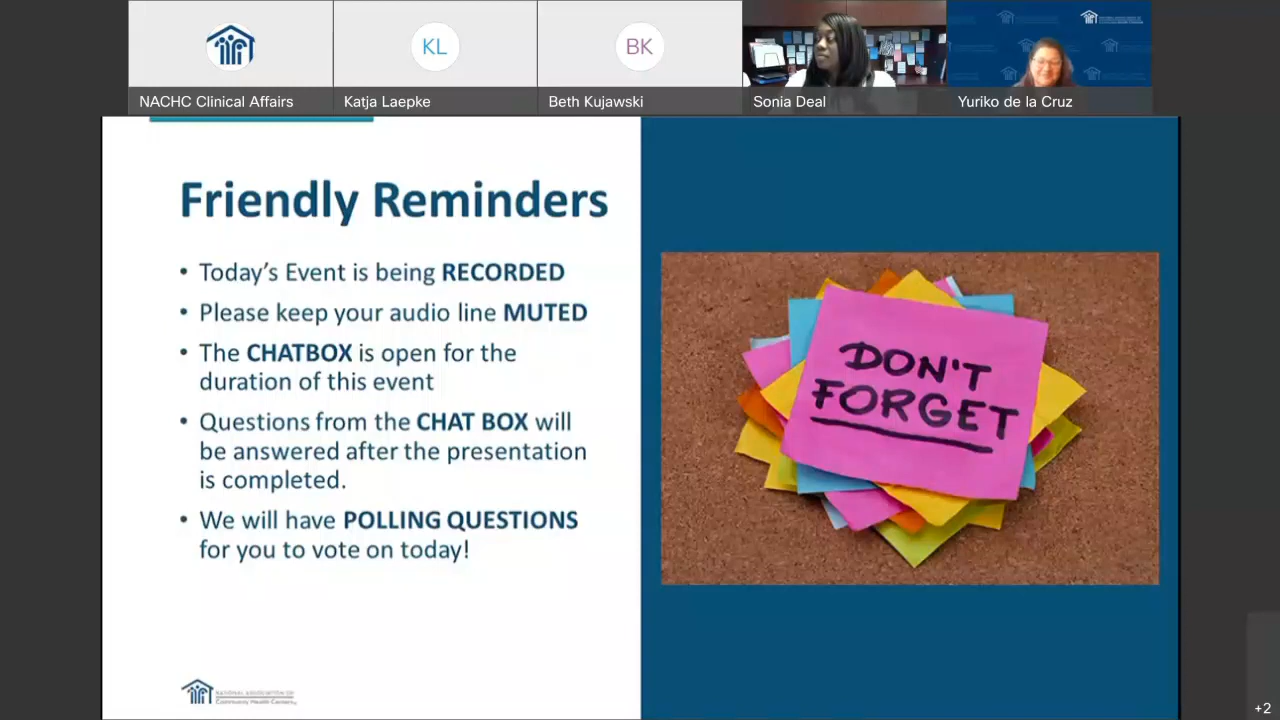 KL
BK
NACHC Clinical Affairs
Katja Laepke
Beth Kujawski
Sonia Deal
Yuriko de la Cruz
Friendly Reminders
• Today's Event is being RECORDED
• Please keep your audio line MUTED
• The CHATBOX is open for the
duration of this event
• Questions from the CHAT BOX will
be answered after the presentation
is completed.
• We will have POLLING QUESTIONS
for you to vote on today!
DON'T
FORGET
NATIONAL ASSOCIATION OF
Community Health Centers
+2